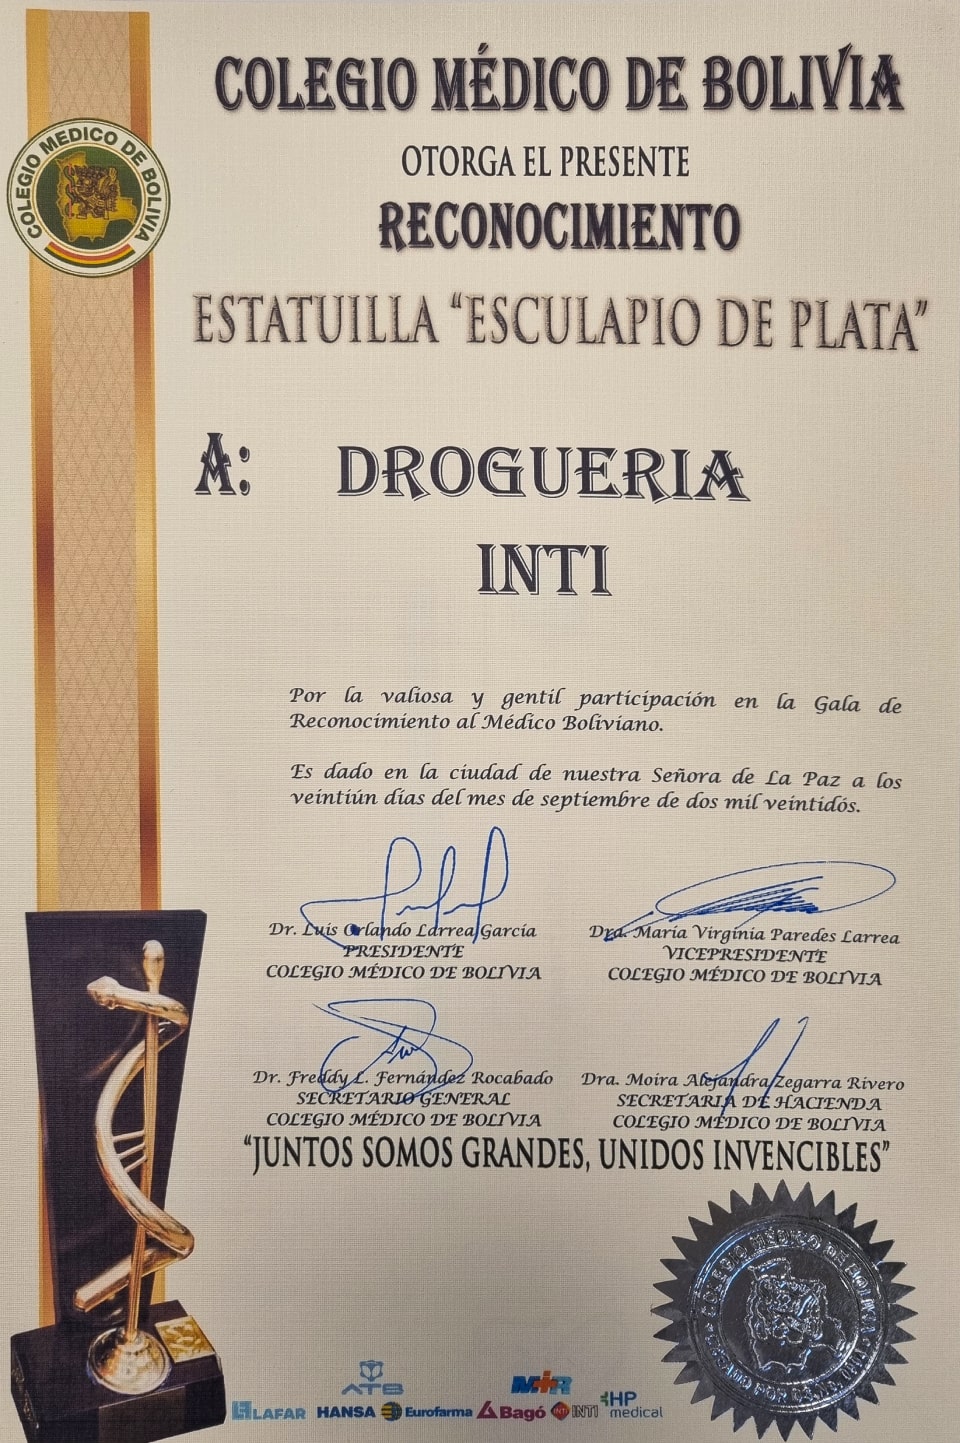 COLEGIO MÉDICO DE BOLIVIA
OTORGA EL PRESENTE
RECONOCIMIENTO
ESTATUILLA “ESCULAPIO DE PLATA”
COLEGIO MEDICO DE BOLIVIA
A: DROGUERIA
INTI
Por la valiosa y gentil participación en la Gala de
Reconocimiento al Médico Boliviano.
Es dado en la ciudad de nuestra Señora de La Paz a los
veintiún días del mes de septiembre de dos mil veintidós.
Dr. Luis Orlando Larrea García
PRESIDENTE
COLEGIO MÉDICO DE BOLIVIA
Dra. María Virginia Paredes Larrea
VICEPRESIDENTE
COLEGIO MÉDICO DE BOLIVIA
Dr. Freddy L. Fernández Rocabado
SECRETARIO GENERAL
COLEGIO MÉDICO DE BOLIVIA
Dra. Moira Alejandra Zegarra Rivero
SECRETARIA DE HACIENDA
COLEGIO MÉDICO DE BOLIVIA
“JUNTOS SOMOS GRANDES, UNIDOS INVENCIBLES”
COLEGIO MÉDICO DE BOLIVIA
ATB
LAFAR HANSA Eurofarma Bagó INTI INTI HP medical